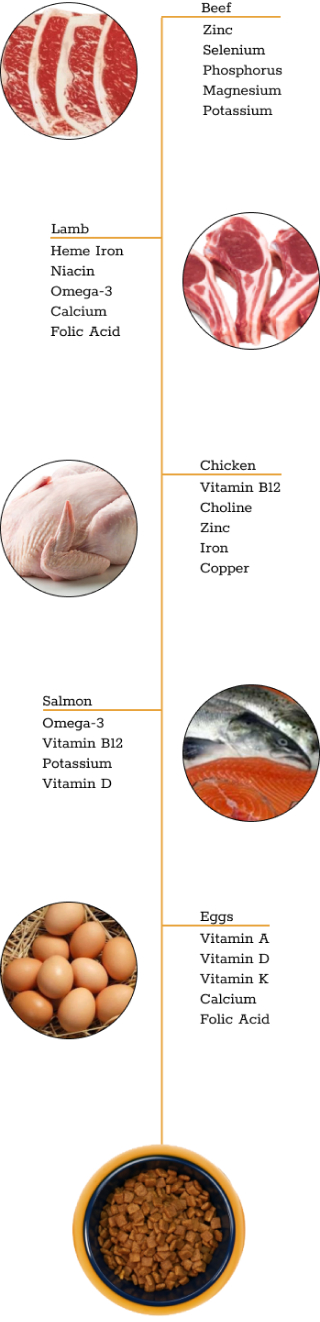 Beef
Zinc
Selenium
Phosphorus
Magnesium
Potassium
Lamb
Heme Iron
Niacin
Omega-3
Calcium
Folic Acid
Chicken
Vitamin B12
Choline
Zinc
Iron
Copper
Salmon
Omega-3
Vitamin B12
Potassium
Vitamin D
Eggs
Vitamin A
Vitamin D
Vitamin K
Calcium
Folic Acid